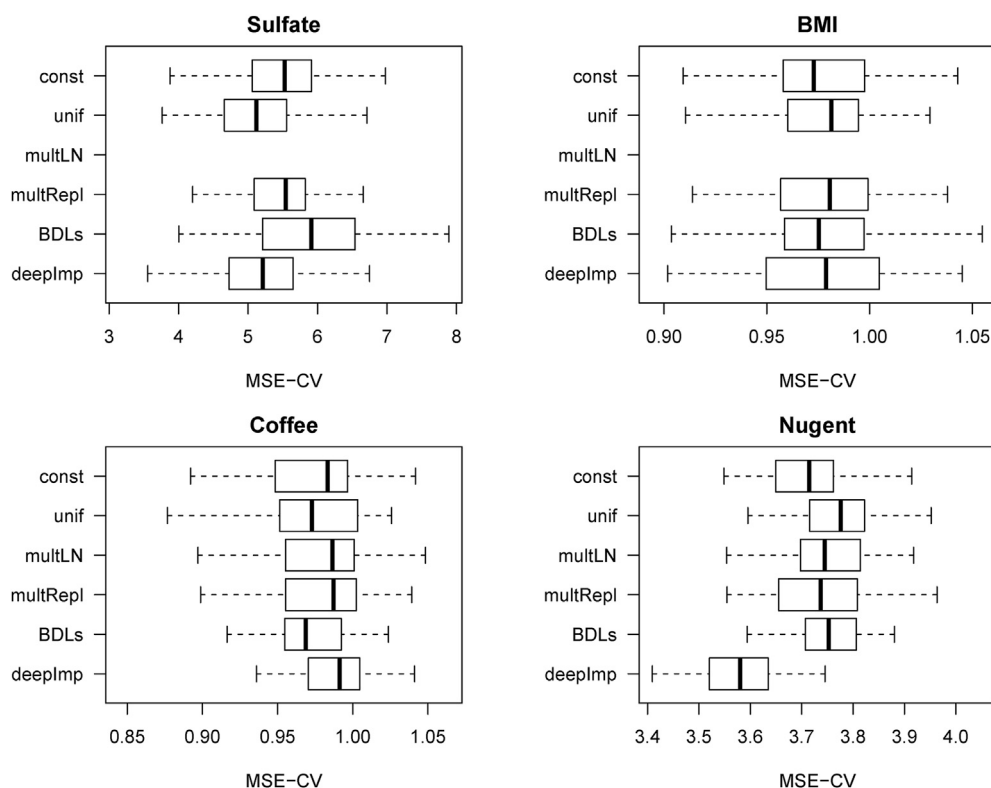 Sulfate
const
unif
multLN
multRepl
BDLs
deepImp
3 4 5 6 7 8
MSE−CV
BMI
const
unif
multLN
multRepl
BDLs
deepImp
0.90 0.95 1.00 1.05
MSE−CV
Coffee
const
unif
multLN
multRepl
BDLs
deepImp
0.85 0.90 0.95 1.00 1.05
MSE−CV
Nugent
const
unif
multLN
multRepl
BDLs
deepImp
3.4 3.5 3.6 3.7 3.8 3.9 4.0
MSE−CV